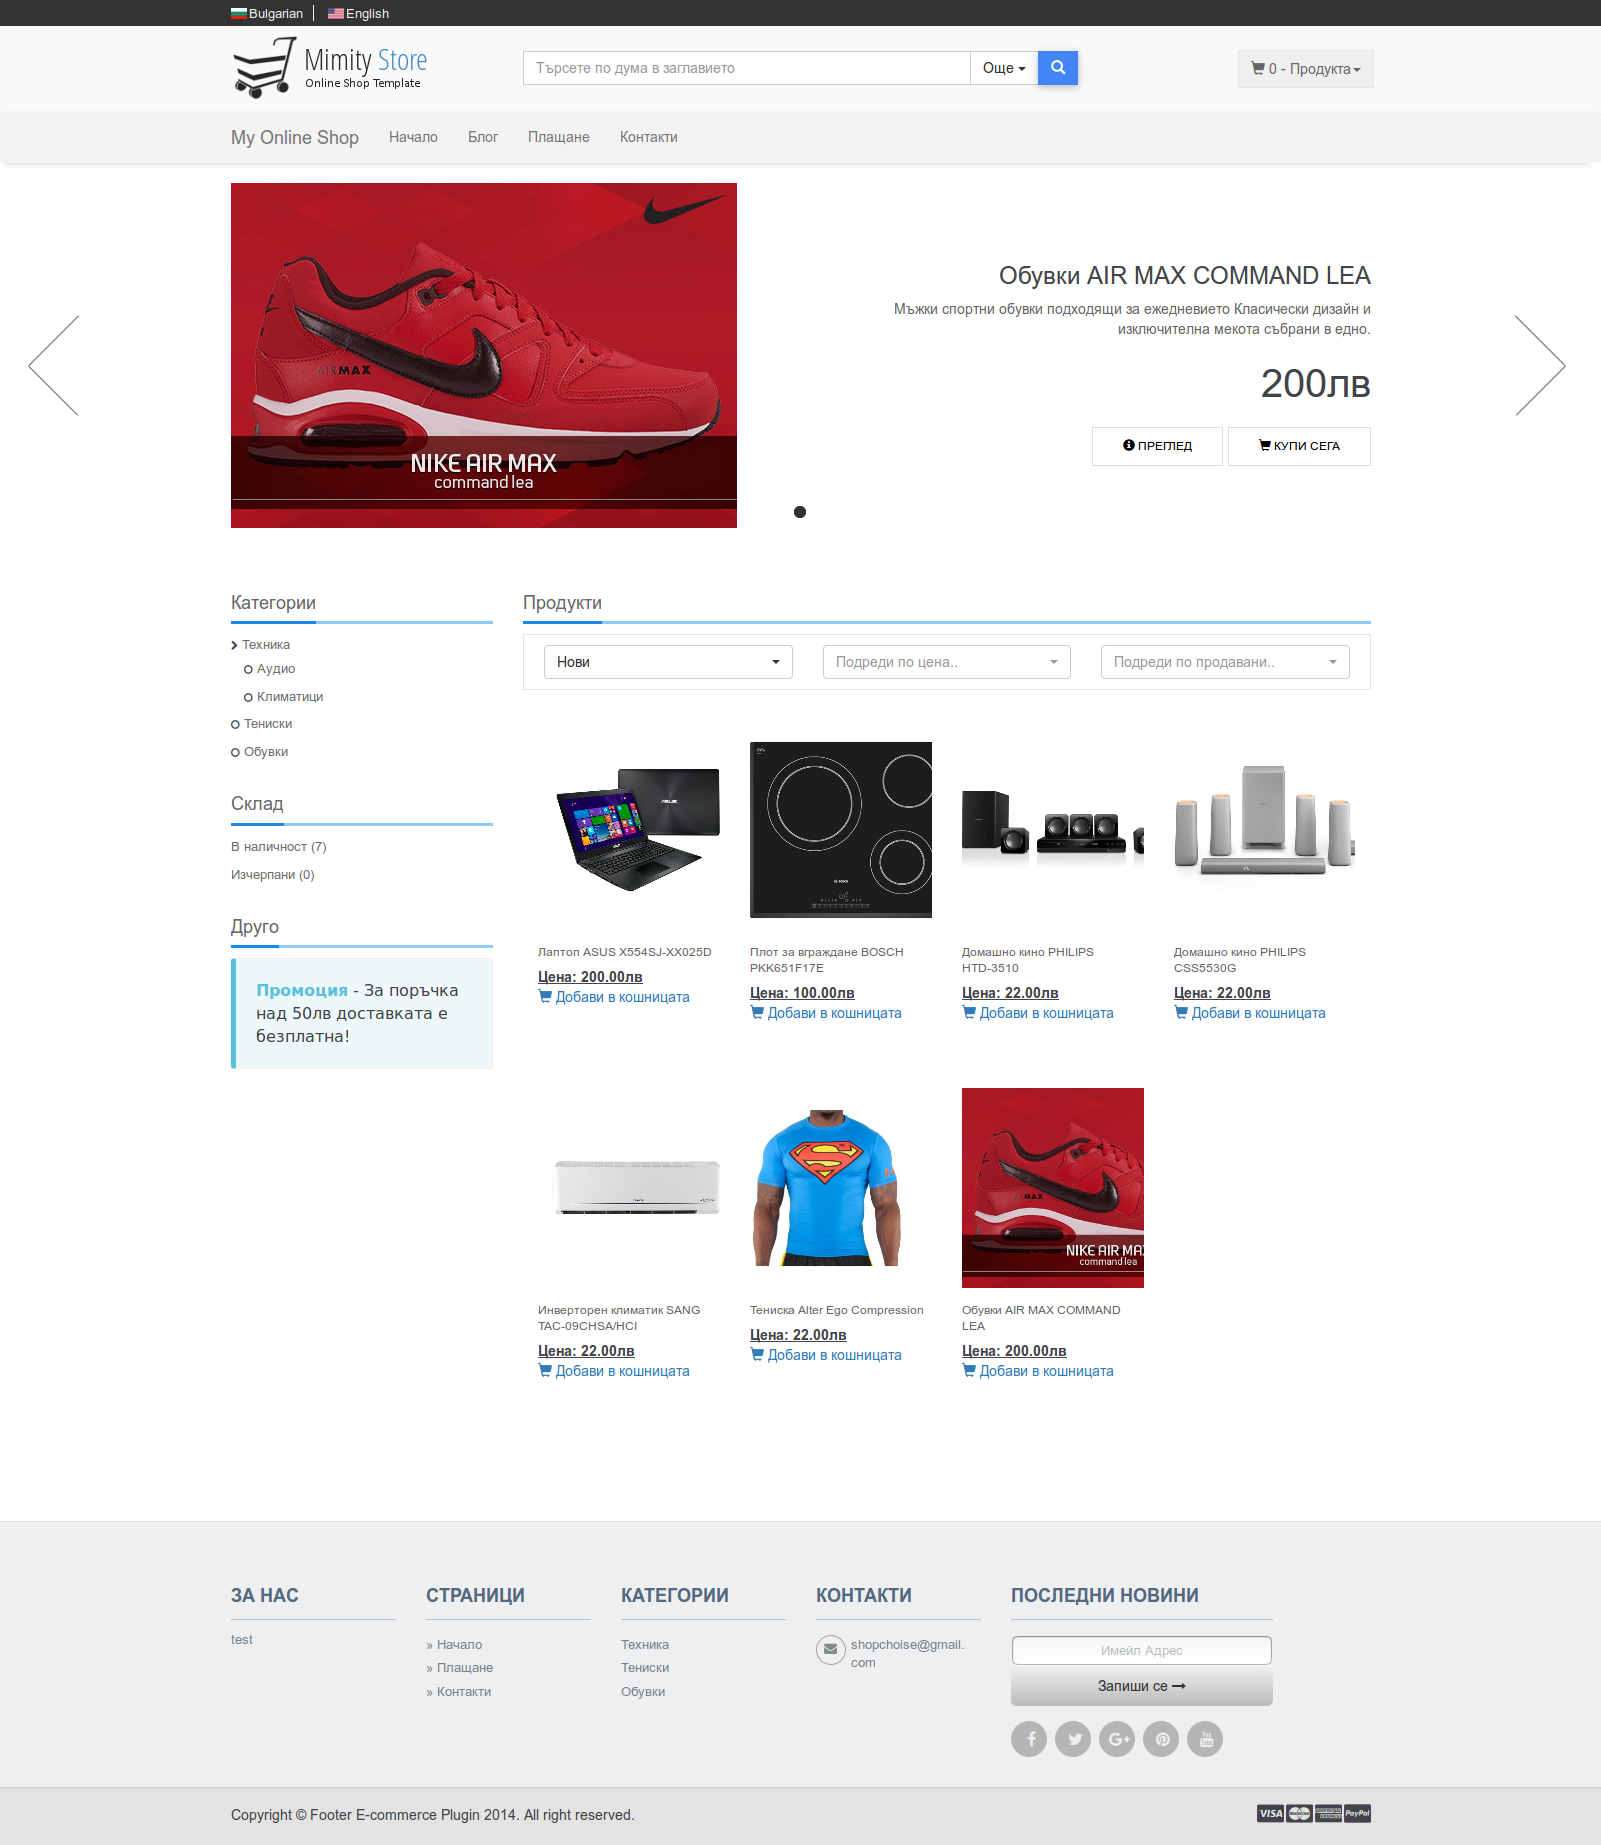 Bulgarian
English
Mimity Store
Online Shop Template
Търсете по дума в заглавието
Още
0 - Продукта
My Online Shop
Начало
Блог
Плащане
Контакти
AIRMAX
NIKE AIR MAX
command lea
Обувки AIR MAX COMMAND LEA
Мъжки спортни обувки подходящи за ежедневието Класически дизайн и
изключителна мекота събрани в едно.
200лв
ПРЕГЛЕД
КУПИ СЕГА
Категории
Техника
Аудио
Климатици
Тениски
Обувки
Склад
В наличност (7)
Изчерпани (0)
Друго
Промоция - За поръчка
над 50лв доставката е
безплатна!
Продукти
Нови
Подреди по цена..
Подреди по продавани..
Лаптоп ASUS X554SJ-XX025D
Цена: 200.00лв
Добави в кошницата
Плот за вграждане BOSCH
PKK651F17E
Цена: 100.00лв
Добави в кошницата
Домашно кино PHILIPS
HTD-3510
Цена: 22.00лв
Добави в кошницата
Домашно кино PHILIPS
CSS5530G
Цена: 22.00лв
Добави в кошницата
Инверторен климатик SANG
TAC-09CHSA/HCI
Цена: 22.00лв
Добави в кошницата
Тениска Alter Ego Compression
Цена: 22.00лв
Добави в кошницата
NIKE AIR MA
command lea
Обувки AIR MAX COMMAND
LEA
Цена: 200.00лв
Добави в кошницата
ЗА НАС
test
СТРАНИЦИ
» Начало
» Плащане
» Контакти
КАТЕГОРИИ
Техника
Тениски
Обувки
КОНТАКТИ
shopchoise@gmail.
com
ПОСЛЕДНИ НОВИНИ
Имейл Адрес
Запиши се
Copyright © Footer E-commerce Plugin 2014. All right reserved.
VISA
PayPal